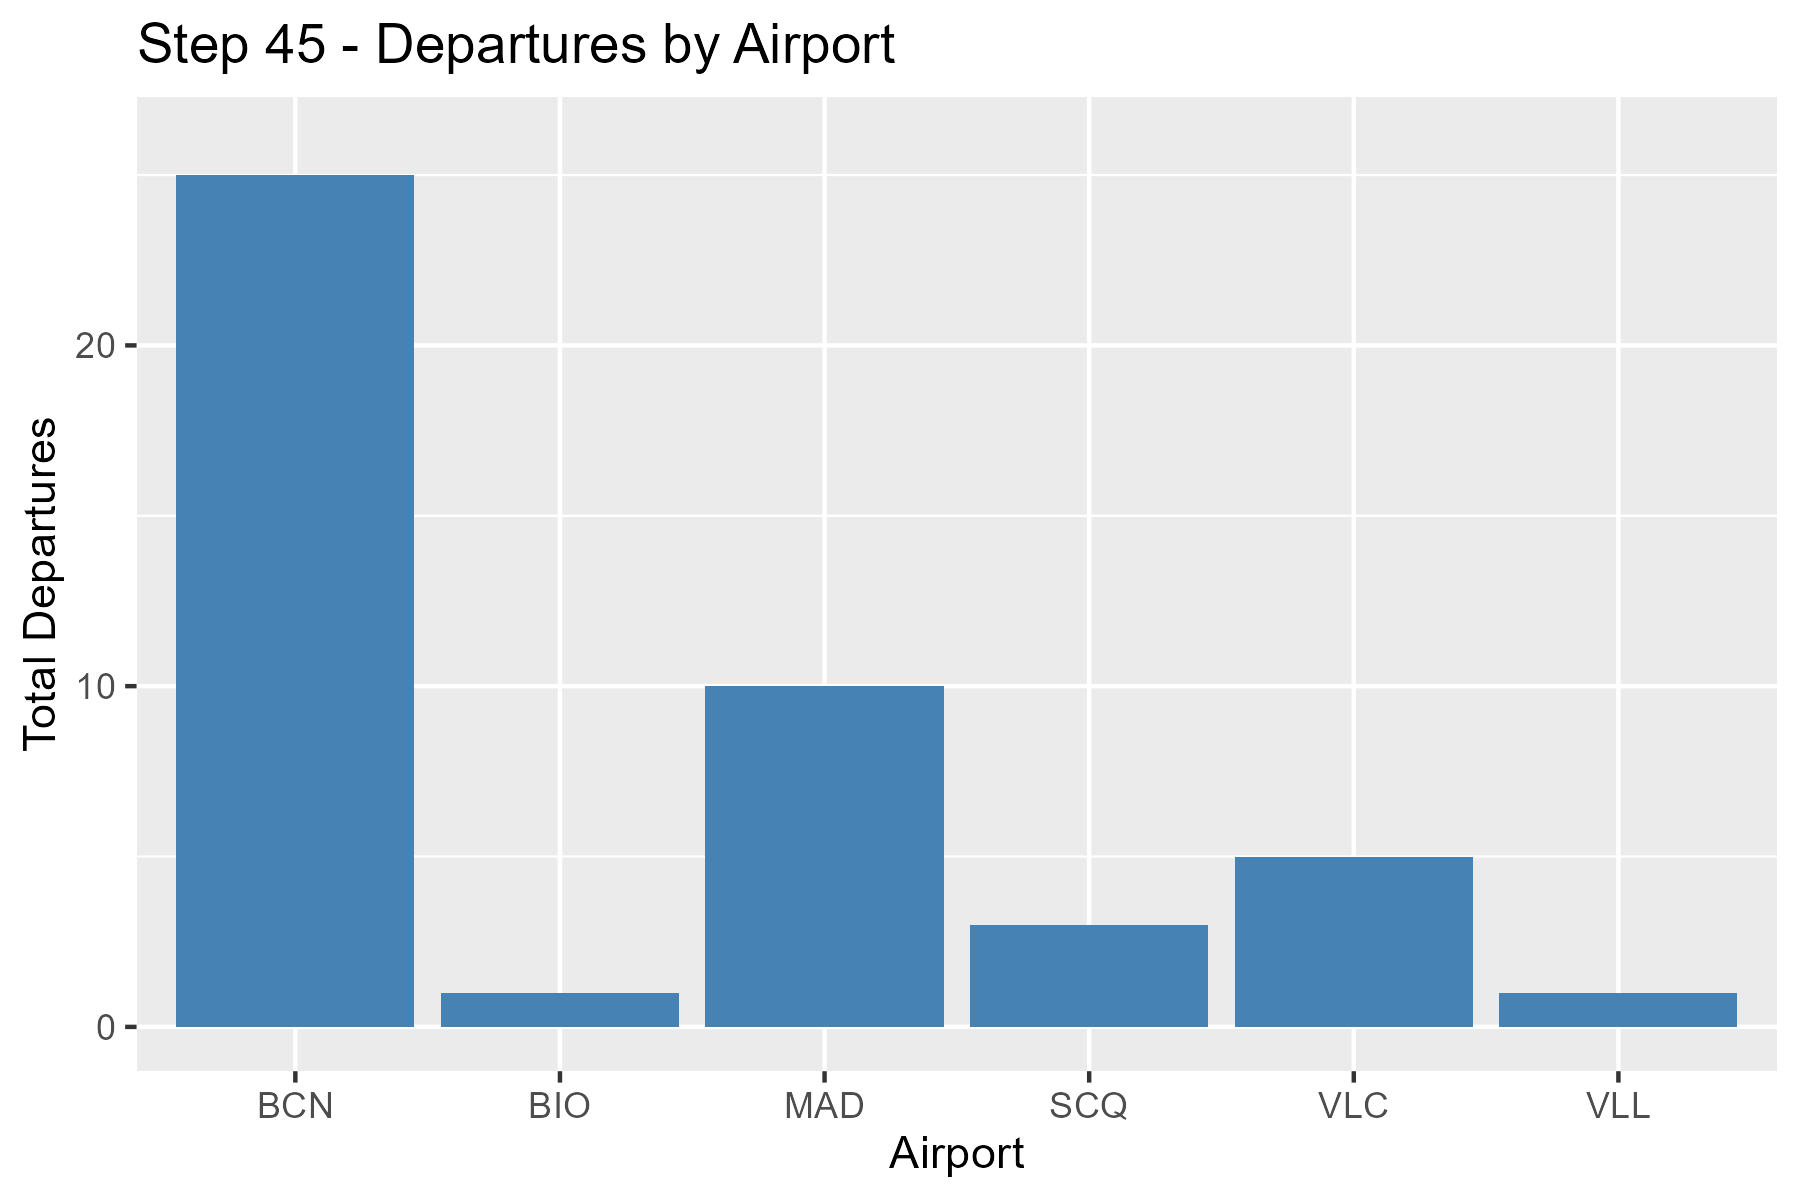 Step 45 - Departures by Airport
Total Departures
20
10
0
BCN BIO MAD SCQ VLC VLL
Airport